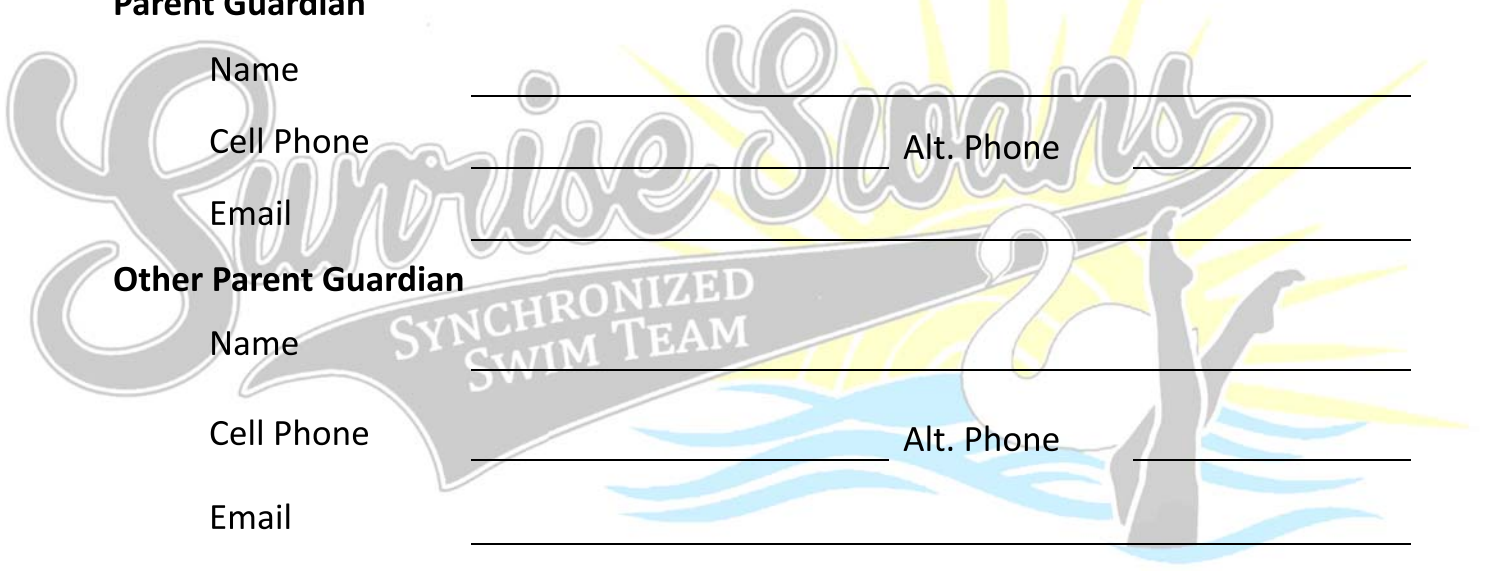 Parent Guardian
Name
Cell Phone Alt. Phone
Email
Other Parent Guardian
Name
Cell Phone Alt. Phone
Email
Sunrise Swans
SYNCHRONIZED
SWIM TEAM